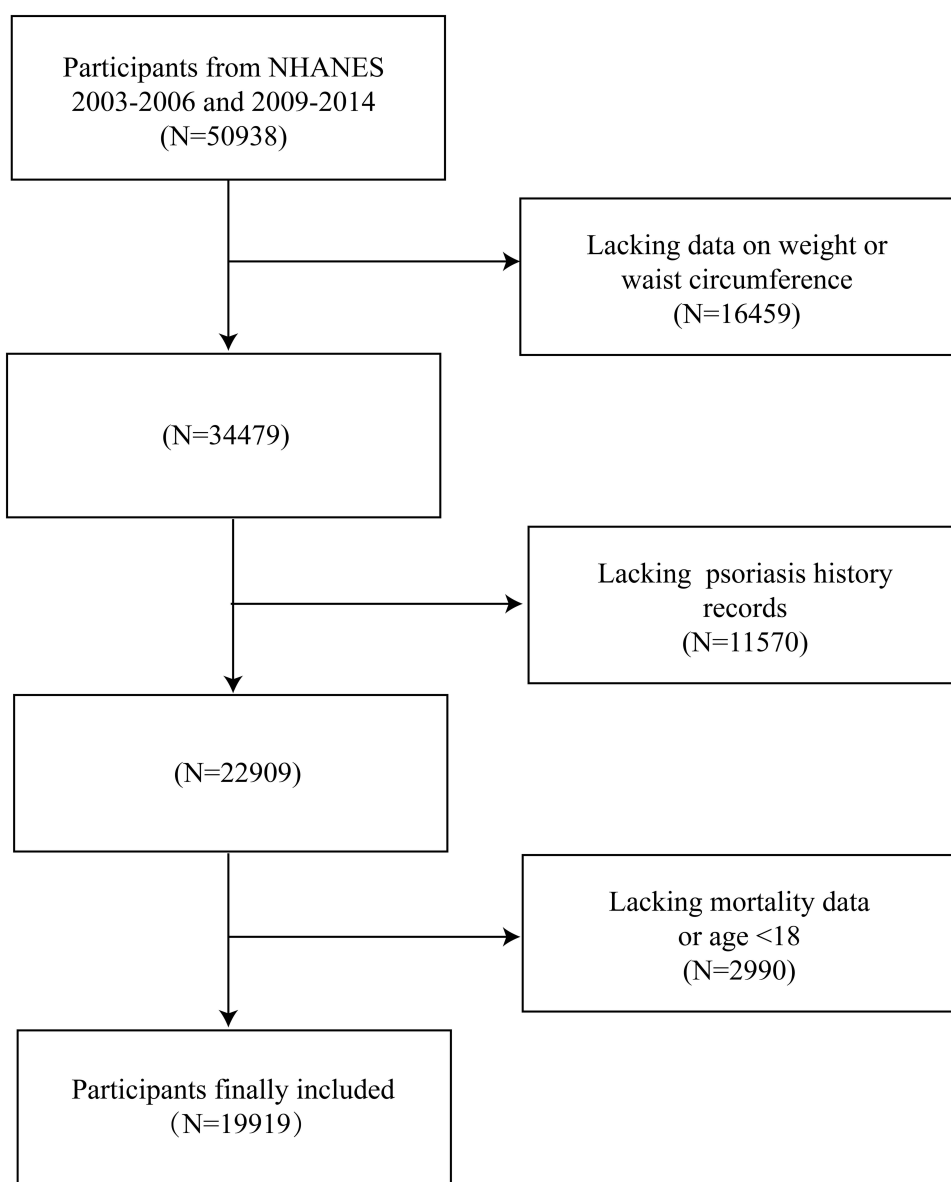 Participants from NHANES
2003-2006 and 2009-2014
(N=50938)
Lacking data on weight or
waist circumference
(N=16459)
(N=34479)
Lacking  psoriasis history
records
(N=11570)
(N=22909)
Lacking mortality data
or age <18
(N=2990)
Participants finally included
（N=19919）